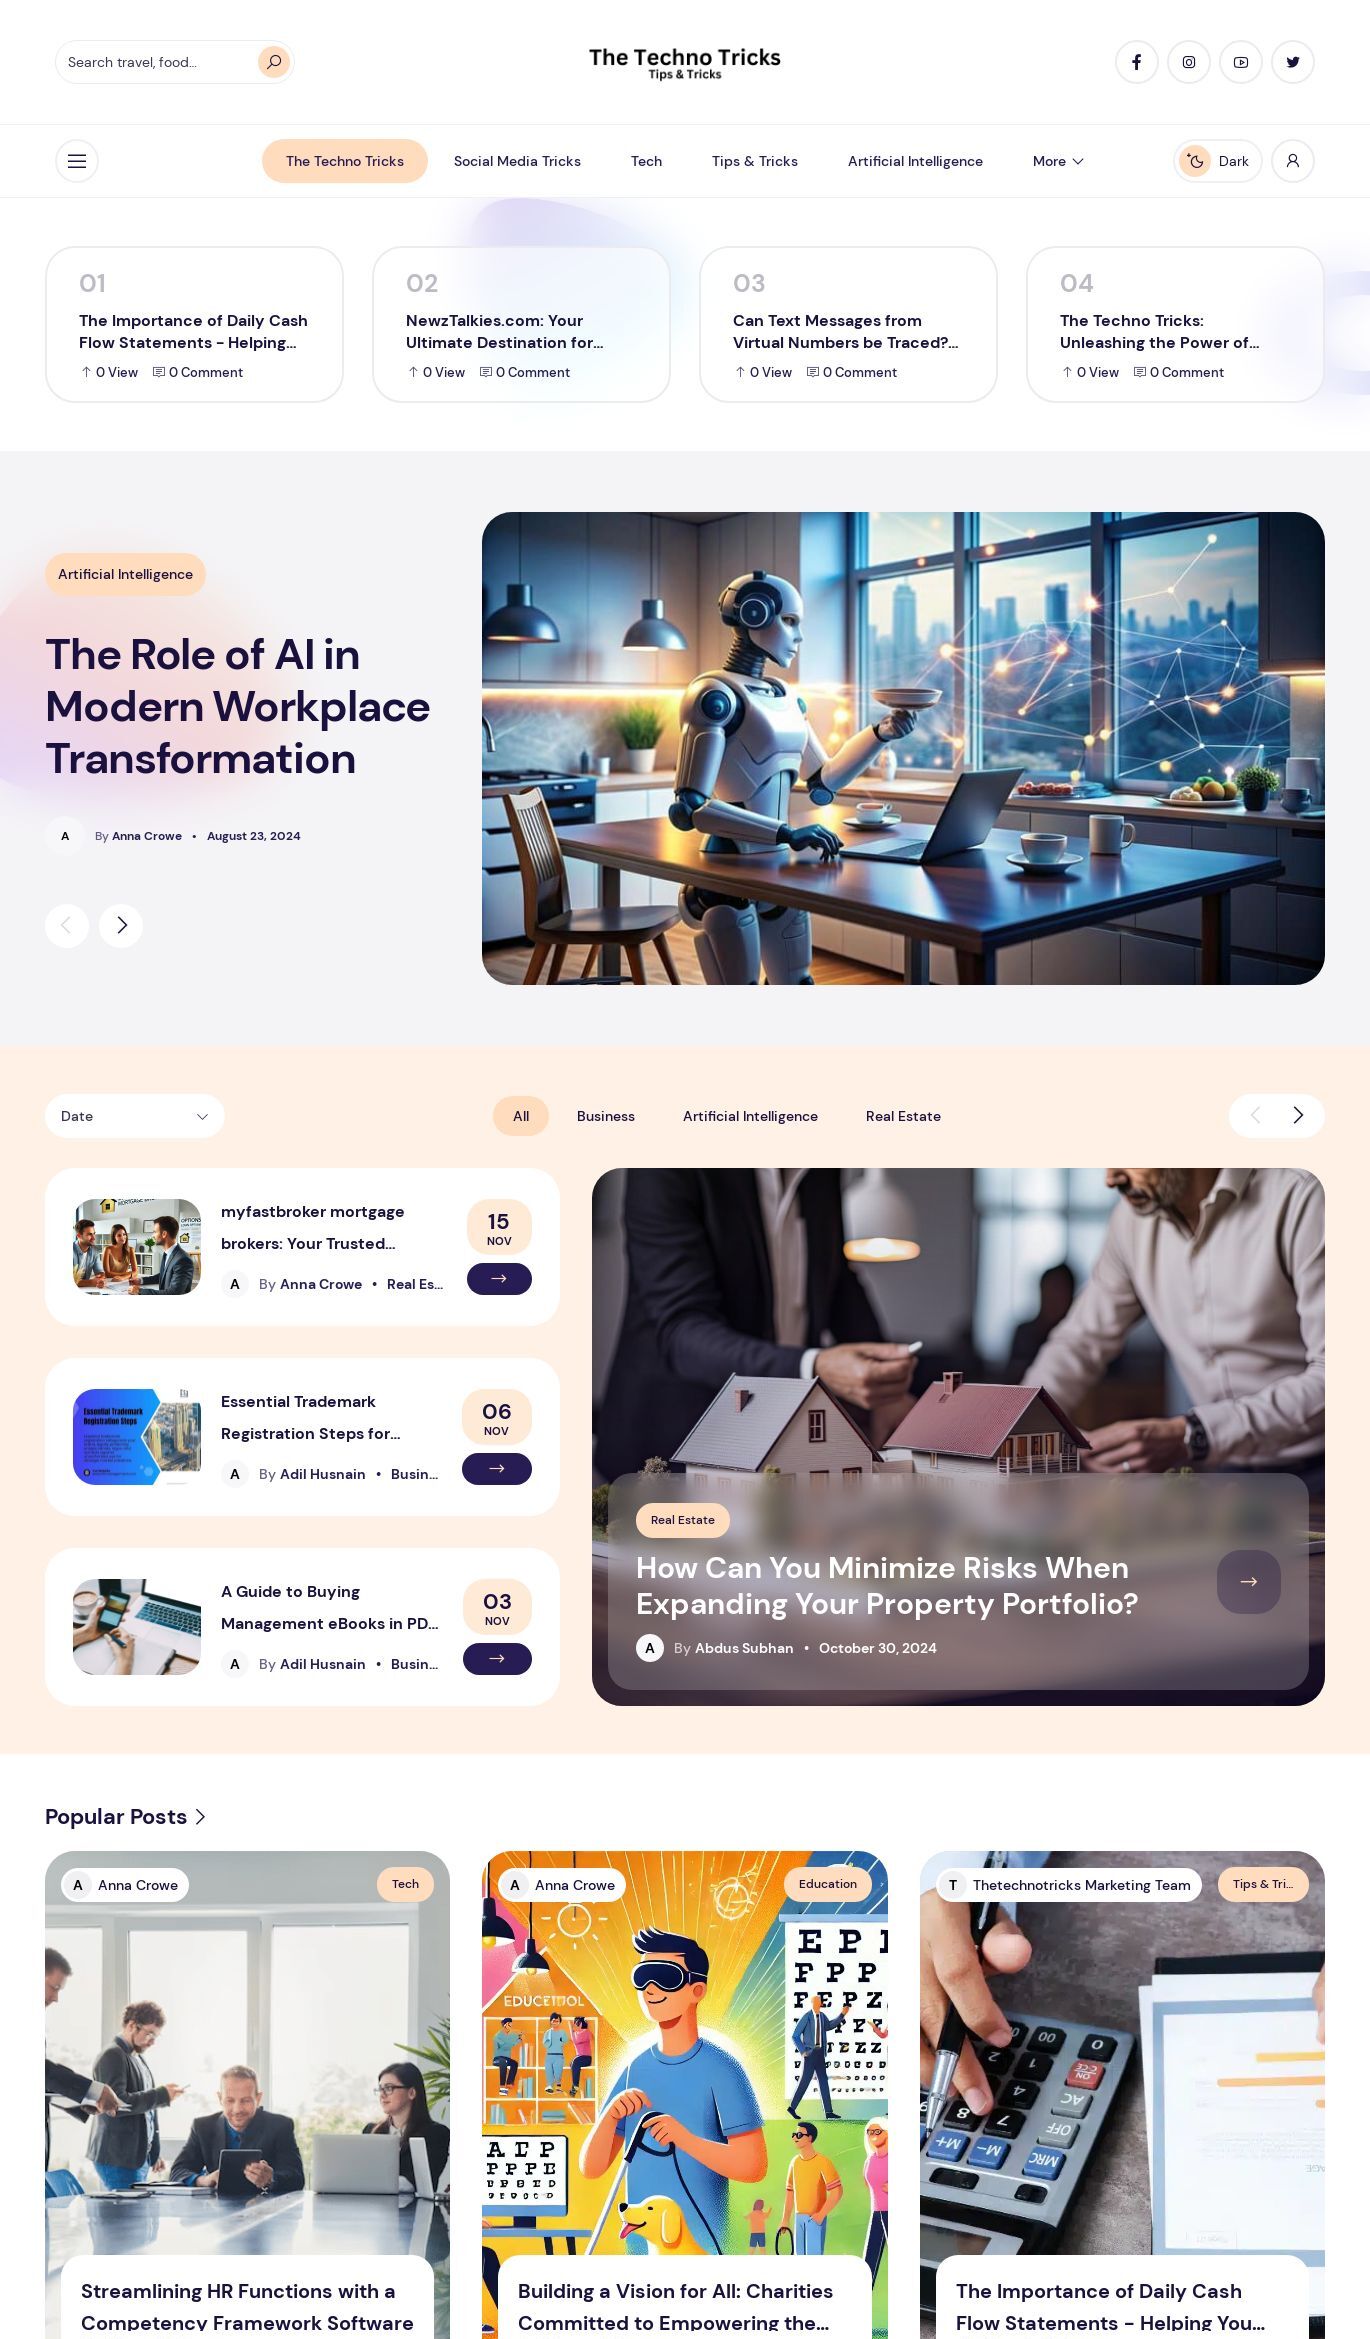 Search travel, food...
The Techno Tricks
Tips & Tricks
The Techno Tricks
Social Media Tricks
Tech
Tips & Tricks
Artificial Intelligence
More
Dark
01
The Importance of Daily Cash
Flow Statements - Helping...
0 View 0 Comment
02
NewzTalkies.com: Your
Ultimate Destination for...
0 View 0 Comment
03
Can Text Messages from
Virtual Numbers be Traced?...
0 View 0 Comment
04
The Techno Tricks:
Unleashing the Power of...
0 View 0 Comment
Artificial Intelligence
The Role of AI in
Modern Workplace
Transformation
A By Anna Crowe • August 23, 2024
Date
All
Business
Artificial Intelligence
Real Estate
OPTIONS
myfastbroker mortgage
brokers: Your Trusted...
A By Anna Crowe • Real Es...
15
NOV
Essential Trademark
Registration Steps
Essential Trademark
Registration Steps for...
A By Adil Husnain • Busin...
06
NOV
A Guide to Buying
Management eBooks in PD...
A By Adil Husnain • Busin...
03
NOV
Real Estate
How Can You Minimize Risks When
Expanding Your Property Portfolio?
A By Abdus Subhan • October 30, 2024
Popular Posts
A Anna Crowe
Tech
Streamlining HR Functions with a
Competency Framework Software
A Anna Crowe
Education
Building a Vision for All: Charities
Committed to Empowering the...
T Thetechnotricks Marketing Team
Tips & Tri...
The Importance of Daily Cash
Flow Statements - Helping You...